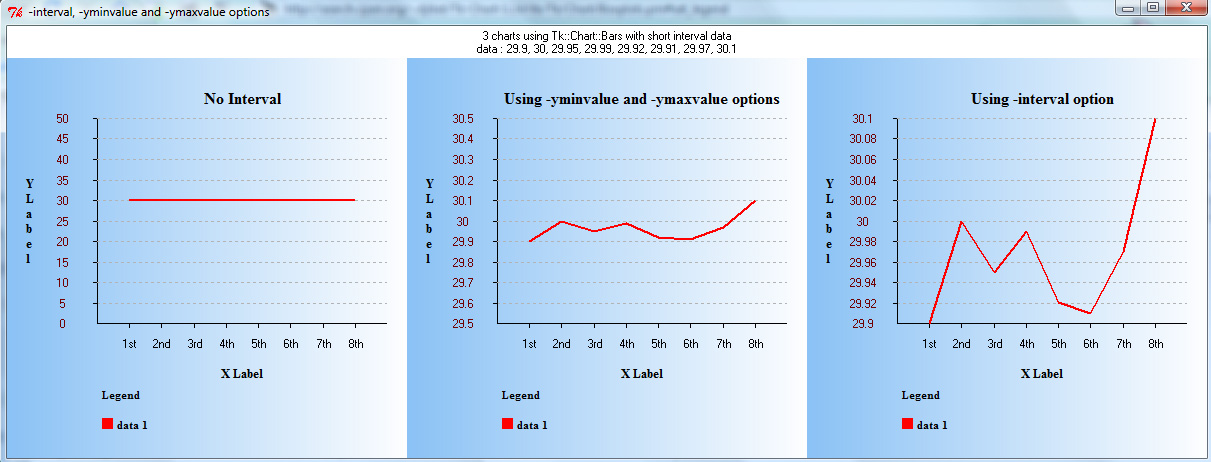 -interval, -yminvalue and -ymaxvalue options
3 charts using Tk::Chart::Bars with short interval data
data : 29.9, 30, 29.95, 29.99, 29.92, 29.91, 29.97, 30.1
No Interval
50
45
40
35
30
25
20
15
10
5
0
Y Label
1st 2nd 3rd 4th 5th 6th 7th 8th
X Label
Legend
data 1
Using -yminvalue and -ymaxvalue options
30.5
30.4
30.3
30.2
30.1
30
29.9
29.8
29.7
29.6
29.5
Y Label
1st 2nd 3rd 4th 5th 6th 7th 8th
X Label
Legend
data 1
Using -interval option
30.1
30.08
30.06
30.04
30.02
30
29.98
29.96
29.94
29.92
29.9
Y Label
1st 2nd 3rd 4th 5th 6th 7th 8th
X Label
Legend
data 1